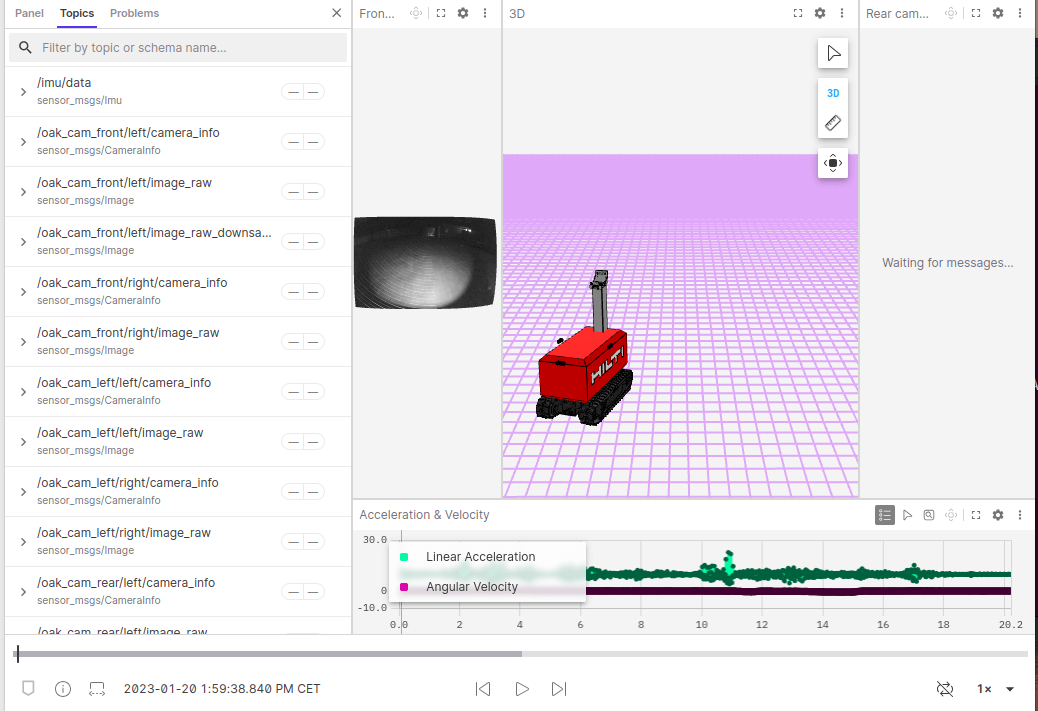 Panel Topics Problems
Filter by topic or schema name...
/imu/data
sensor_msgs/Imu
/oak_cam_front/left/camera_info
sensor_msgs/CameraInfo
/oak_cam_front/left/image_raw
sensor_msgs/Image
/oak_cam_front/left/image_raw_downsa...
sensor_msgs/Image
/oak_cam_front/right/camera_info
sensor_msgs/CameraInfo
/oak_cam_front/right/image_raw
sensor_msgs/Image
/oak_cam_left/left/camera_info
sensor_msgs/CameraInfo
/oak_cam_left/left/image_raw
sensor_msgs/Image
/oak_cam_left/right/camera_info
sensor_msgs/CameraInfo
/oak_cam_left/right/image_raw
sensor_msgs/Image
/oak_cam_rear/left/camera_info
sensor_msgs/CameraInfo
/oak_cam_rear/left/image_raw
Fron...
3D
3D
HILTI
Rear cam...
Waiting for messages...
Acceleration & Velocity
30.0
0
-10.0
Linear Acceleration
Angular Velocity
0.0 2 4 6 8 10 12 14 16 18 20.2
2023-01-20 1:59:38.840 PM CET
1×